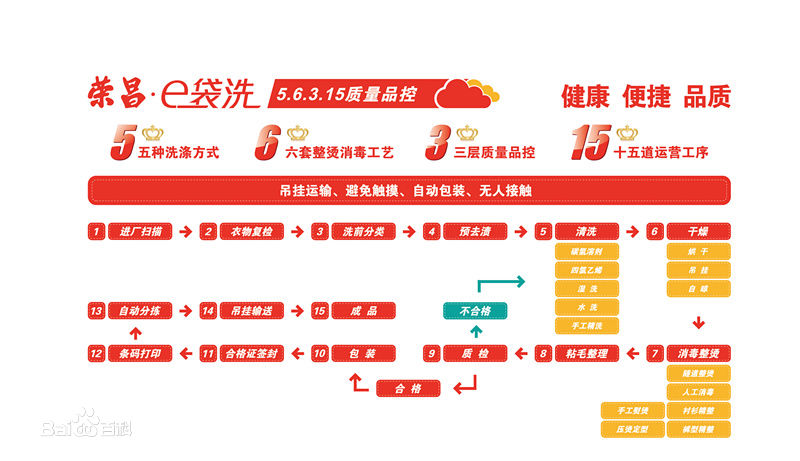 荣昌·e袋洗 5.6.3.15质量品控 健康 便捷 品质
5 五种洗涤方式 6 六套整烫消毒工艺 3 三层质量品控 15 十五道运营工序
吊挂运输、避免触摸、自动包装、无人接触
1 进厂扫描 2 衣物复检 3 洗前分类 4 预去渍 5 清洗 6 干燥
碳氢溶剂 烘干
四氯乙烯 吊挂
湿洗
水洗
手工精洗
13 自动分拣 14 吊挂输送 15 成品 不合格
12 条码打印 11 合格证签封 10 包装 9 质检 8 粘毛整理 7 消毒整烫
合格
隧道整烫
人工消毒
手工熨烫 衬衫精整
压烫定型 裤型精整
Bai百科